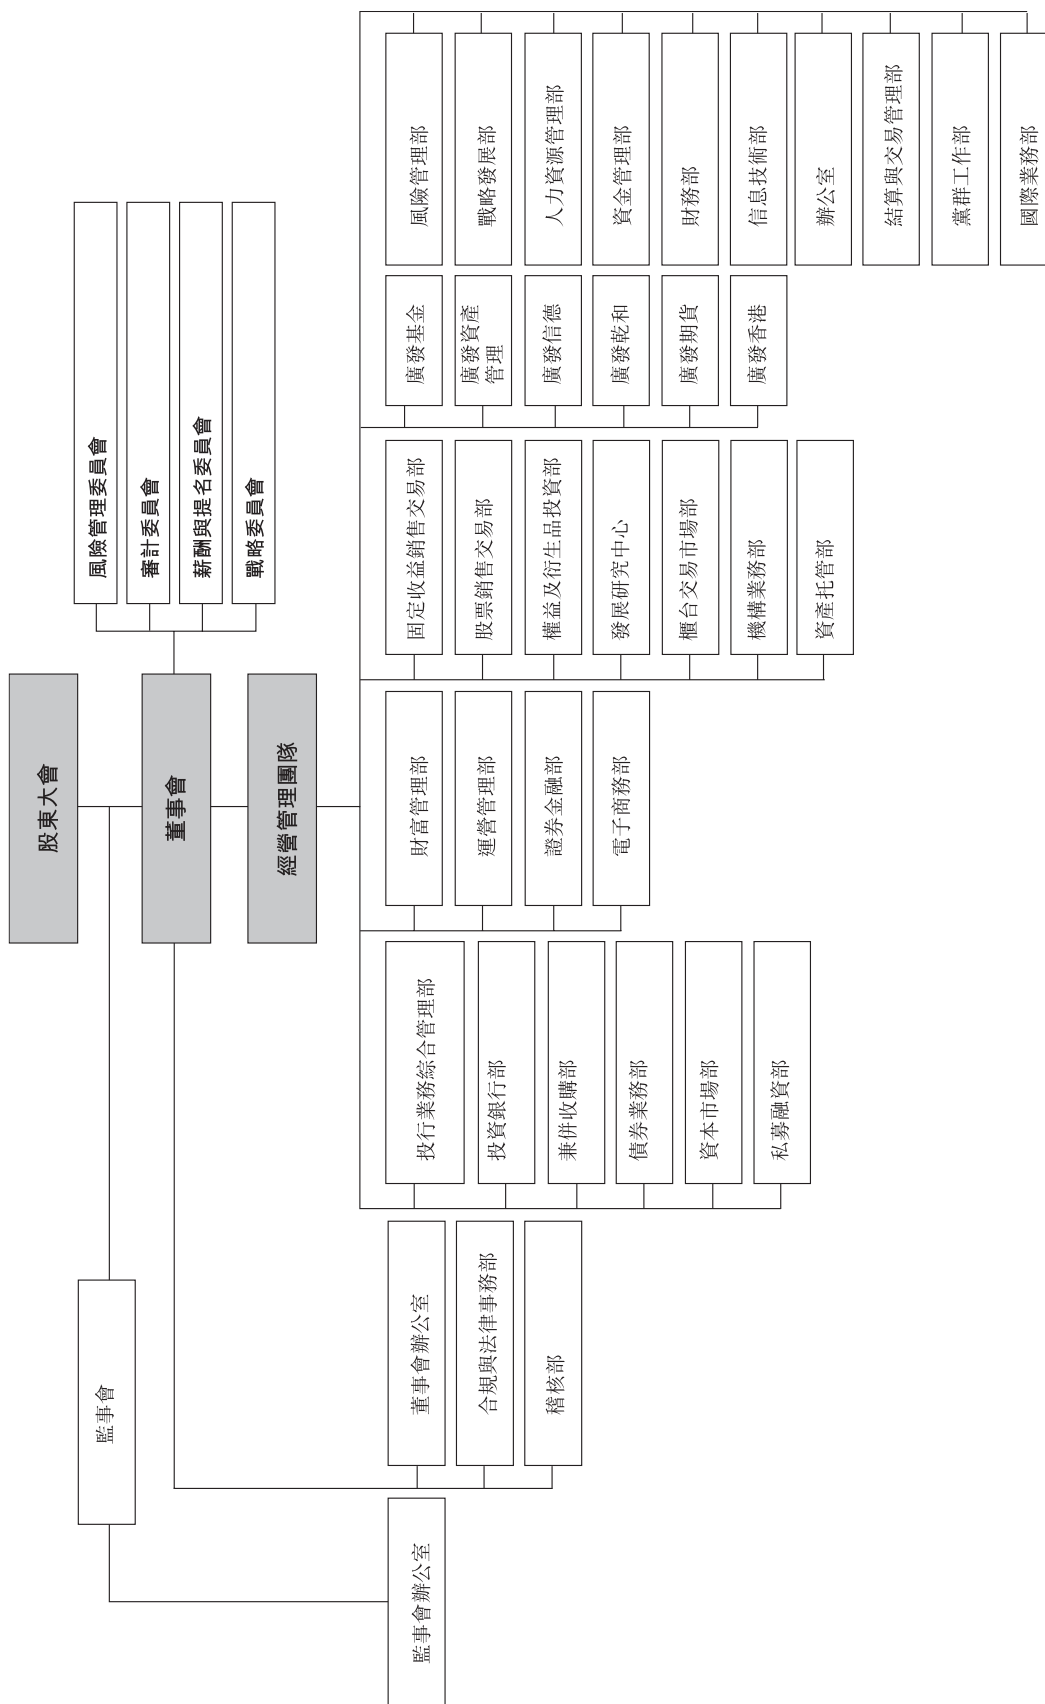 股東大會
監事會
董事會
風險管理委員會
審計委員會
薪酬與提名委員會
戰略委員會
經營管理團隊
監事會辦公室
董事會辦公室
合規與法律事務部
稽核部
投行業務綜合管理部
投資銀行部
兼併收購部
債券業務部
資本市場部
私募融資部
財富管理部
運營管理部
證券金融部
電子商務部
固定收益銷售交易部
股票銷售交易部
權益及衍生品投資部
發展研究中心
櫃台交易市場部
機構業務部
資產托管部
廣發基金
廣發資產
管理
廣發信德
廣發乾和
廣發期貨
廣發香港
風險管理部
戰略發展部
人力資源管理部
資金管理部
財務部
信息技術部
辦公室
結算與交易管理部
黨群工作部
國際業務部